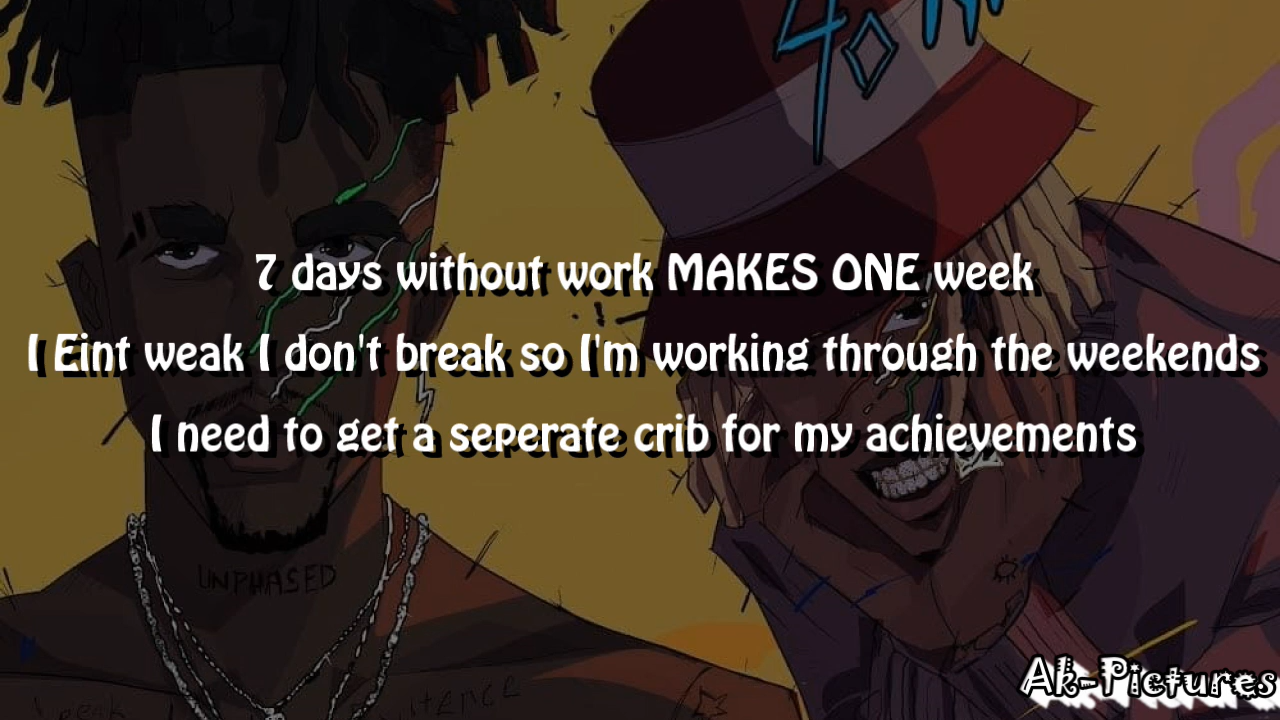 7 days without work MAKES ONE week
I Eint weak I don't break so I'm working through the weekends
I need to get a seperate crib for my achievements
UNPHASED
Ak-Pictures